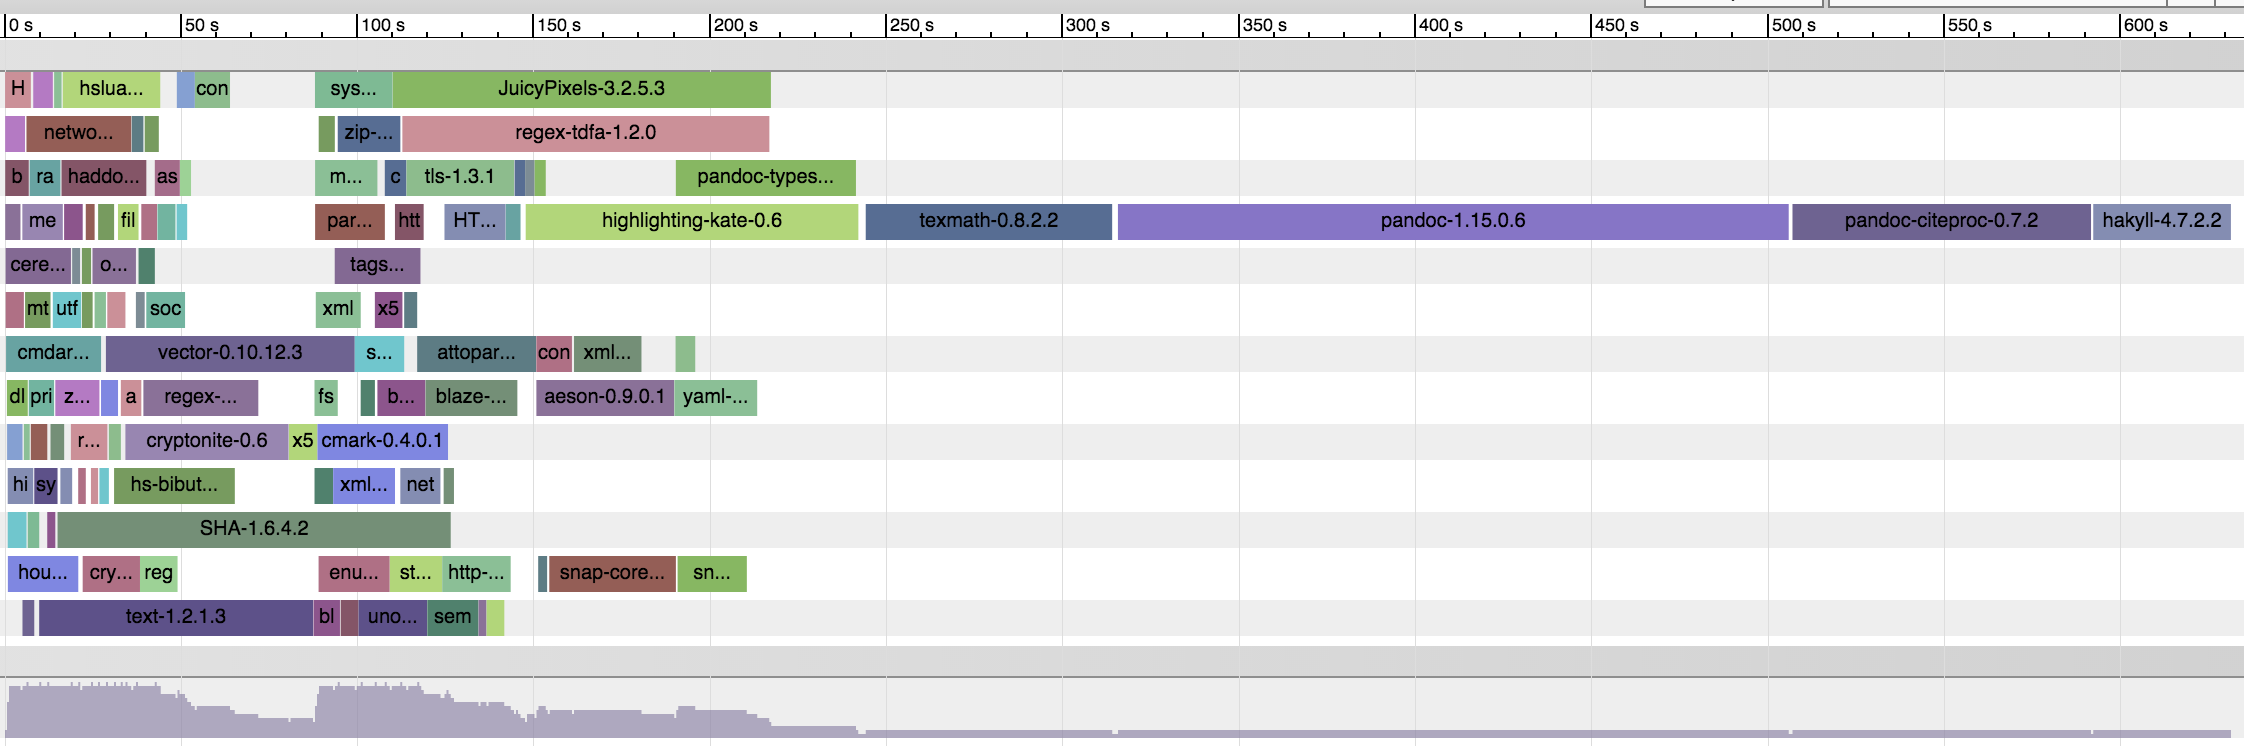 0 s 50 s 100 s 150 s 200 s 250 s 300 s 350 s 400 s 450 s 500 s 550 s 600 s
H hslua... con sys... JuicyPixels-3.2.5.3
netwo... zip-... regex-tdfa-1.2.0
b ra haddo... as m... c tls-1.3.1 pandoc-types...
me fil par... htt HT... highlighting-kate-0.6 texmath-0.8.2.2 pandoc-1.15.0.6 pandoc-citeproc-0.7.2 hakyll-4.7.2.2
cere... o... tags...
mt utf soc xml x5
cmdar... vector-0.10.12.3 s... attopar... con xml...
dl pri z... a regex-... fs b... blaze-... aeson-0.9.0.1 yaml-...
r... cryptonite-0.6 x5 cmark-0.4.0.1
hi sy hs-bibut... xml... net
SHA-1.6.4.2
hou... cry... reg enu... st... http-... snap-core... sn...
text-1.2.1.3 bl uno... sem